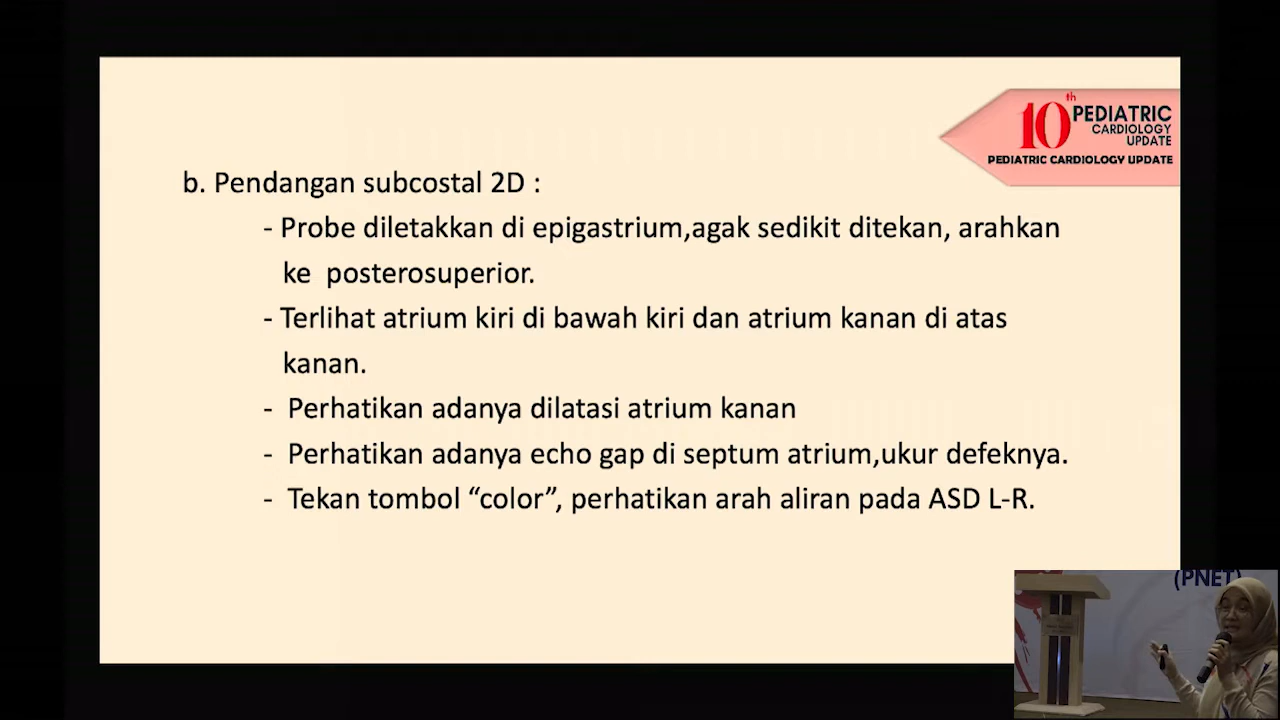 10th PEDIATRIC
CARDIOLOGY
UPDATE
PEDIATRIC CARDIOLOGY UPDATE
b. Pendangan subcostal 2D :
- Probe diletakkan di epigastrium,agak sedikit ditekan, arahkan
ke posterosuperior.
- Terlihat atrium kiri di bawah kiri dan atrium kanan di atas
kanan.
- Perhatikan adanya dilatasi atrium kanan
- Perhatikan adanya echo gap di septum atrium,ukur defeknya.
- Tekan tombol “color”, perhatikan arah aliran pada ASD L-R.
(PNET)